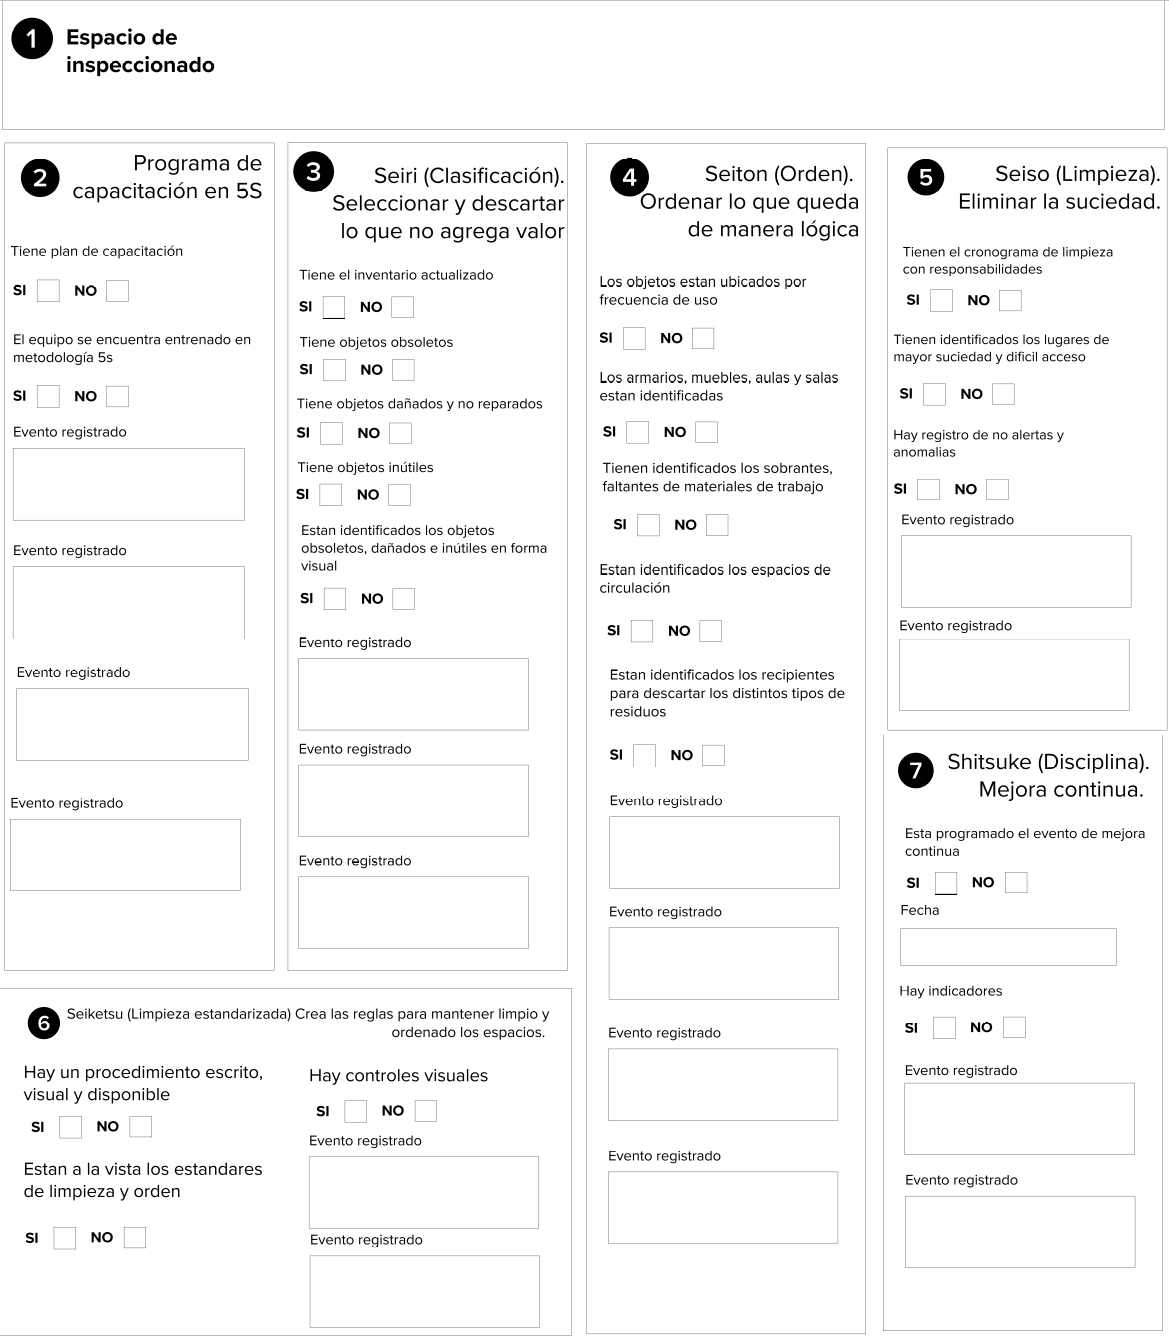 1
Espacio de
inspeccionado
2
Programa de
capacitación en 5S
Tiene plan de capacitación
SI NO
El equipo se encuentra entrenado en
metodología 5s
SI NO
Evento registrado
Evento registrado
Evento registrado
Evento registrado
3
Seiri (Clasificación).
Seleccionar y descartar
lo que no agrega valor
Tiene el inventario actualizado
SI NO
Tiene objetos obsoletos
SI NO
Tiene objetos dañados y no reparados
SI NO
Tiene objetos inútiles
SI NO
Estan identificados los objetos
obsoletos, dañados e inútiles en forma
visual
SI NO
Evento registrado
Evento registrado
Evento registrado
4
Seiton (Orden).
Ordenar lo que queda
de manera lógica
Los objetos estan ubicados por
frecuencia de uso
SI NO
Los armarios, muebles, aulas y salas
estan identificadas
SI NO
Tienen identificados los sobrantes,
faltantes de materiales de trabajo
SI NO
Estan identificados los espacios de
circulación
SI NO
Estan identificados los recipientes
para descartar los distintos tipos de
residuos
SI NO
Evento registrado
Evento registrado
Evento registrado
Evento registrado
5
Seiso (Limpieza).
Eliminar la suciedad.
Tienen el cronograma de limpieza
con responsabilidades
SI NO
Tienen identificados los lugares de
mayor suciedad y dificil acceso
SI NO
Hay registro de no alertas y
anomalias
SI NO
Evento registrado
Evento registrado
6
Seiketsu (Limpieza estandarizada) Crea las reglas para mantener limpio y
ordenado los espacios.
Hay un procedimiento escrito,
visual y disponible
SI NO
Estan a la vista los estandares
de limpieza y orden
SI NO
Hay controles visuales
SI NO
Evento registrado
Evento registrado
7
Shitsuke (Disciplina).
Mejora continua.
Esta programado el evento de mejora
continua
SI NO
Fecha
Hay indicadores
SI NO
Evento registrado
Evento registrado